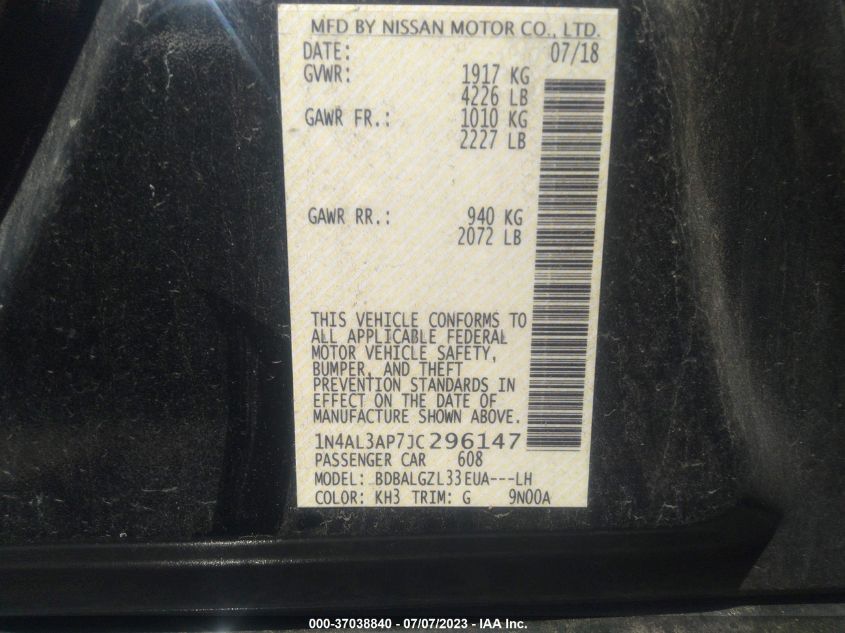 MFD BY NISSAN MOTOR CO., LTD.
DATE: 07/18
GVWR: 1917 KG
4226 LB
GAWR FR.: 1010 KG
2227 LB
GAWR RR.: 940 KG
2072 LB
THIS VEHICLE CONFORMS TO
ALL APPLICABLE FEDERAL
MOTOR VEHICLE SAFETY,
BUMPER, AND THEFT
PREVENTION STANDARDS IN
EFFECT ON THE DATE OF
MANUFACTURE SHOWN ABOVE.
1N4AL3AP7JC296147
PASSENGER CAR 608
MODEL: BDBALGZL33EUA---LH
COLOR: KH3 TRIM: G 9N00A
000-37038840 - 07/07/2023 - IAA Inc.